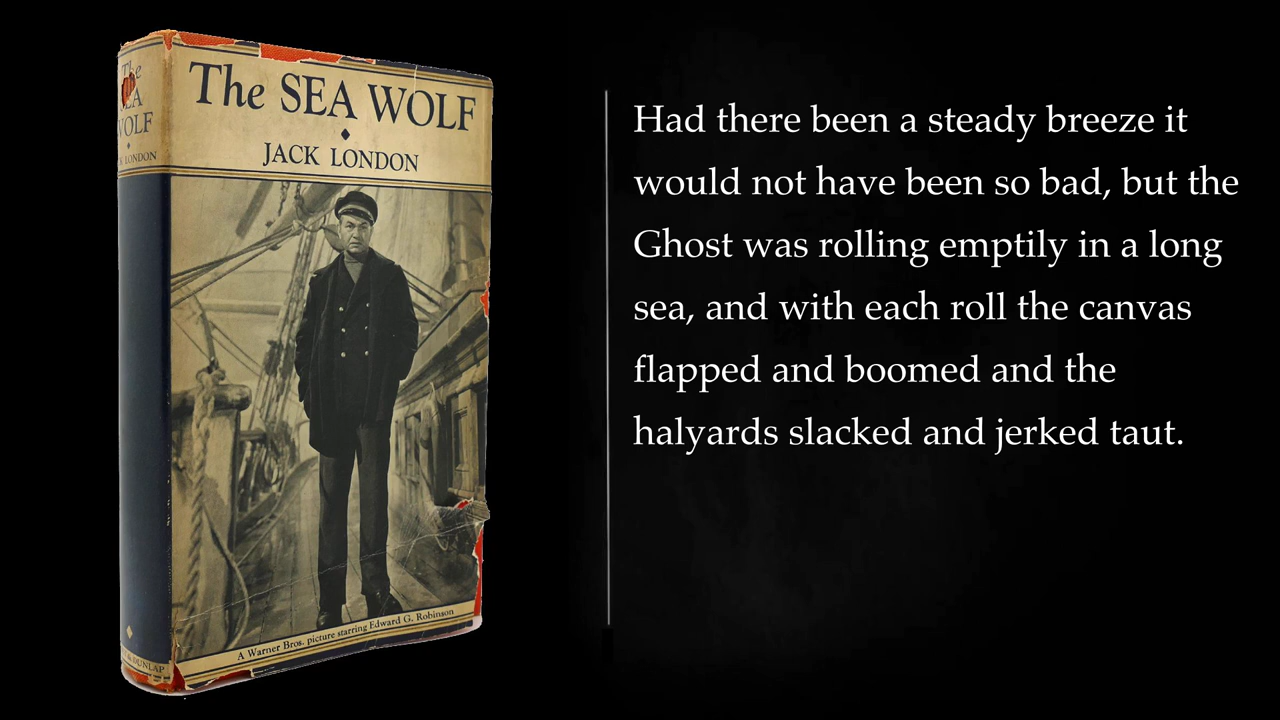 The SEA WOLF
JACK LONDON
A Warner Bros. picture starring Edward G. Robinson
The
SEA
WOLF
LONDON
DUNLAP
Had there been a steady breeze it
would not have been so bad, but the
Ghost was rolling emptily in a long
sea, and with each roll the canvas
flapped and boomed and the
halyards slacked and jerked taut.